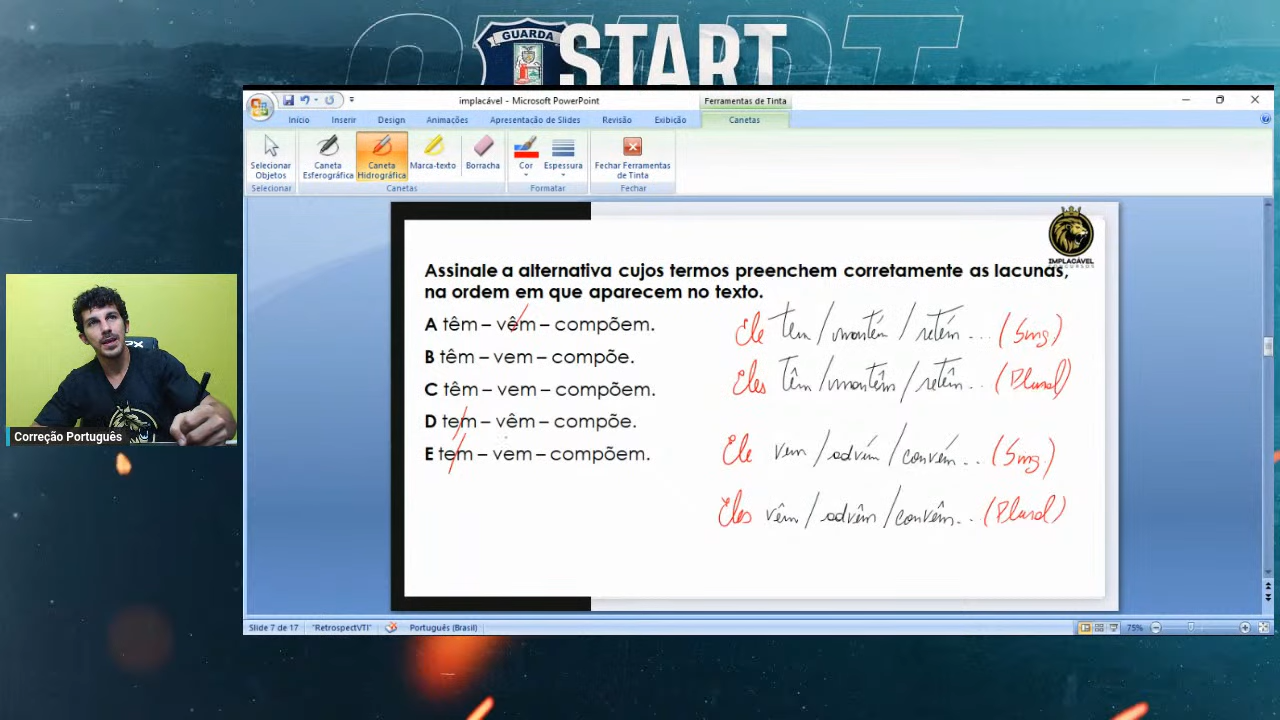 GUARDA
START
implacável - Microsoft PowerPoint
Ferramentas de Tinta
Início Inserir Design Animações Apresentação de Slides Revisão Exibição Canetas
Selecionar Objetos
Caneta Esferográfica
Caneta Hidrográfica
Marca-texto
Borracha
Cor
Espessura
Fechar Ferramentas de Tinta
Selecionar Canetas Formatar Fechar
IMPLACÁVEL
CONCURSOS
Assinale a alternativa cujos termos preenchem corretamente as lacunas,
na ordem em que aparecem no texto.
A têm – vêm – compõem.
B têm – vem – compõe.
C têm – vem – compõem.
D tem – vêm – compõe.
E tem – vem – compõem.
Ele tem / mantém / retém ... (Sing)
Eles têm / mantêm / retêm ... (Plural)
Ele vem / advém / convém ... (Sing.)
Eles vêm / advêm / convêm ... (Plural)
PX
Correção Português
Slide 7 de 17 "RetrospectVTI" Português (Brasil) 75%